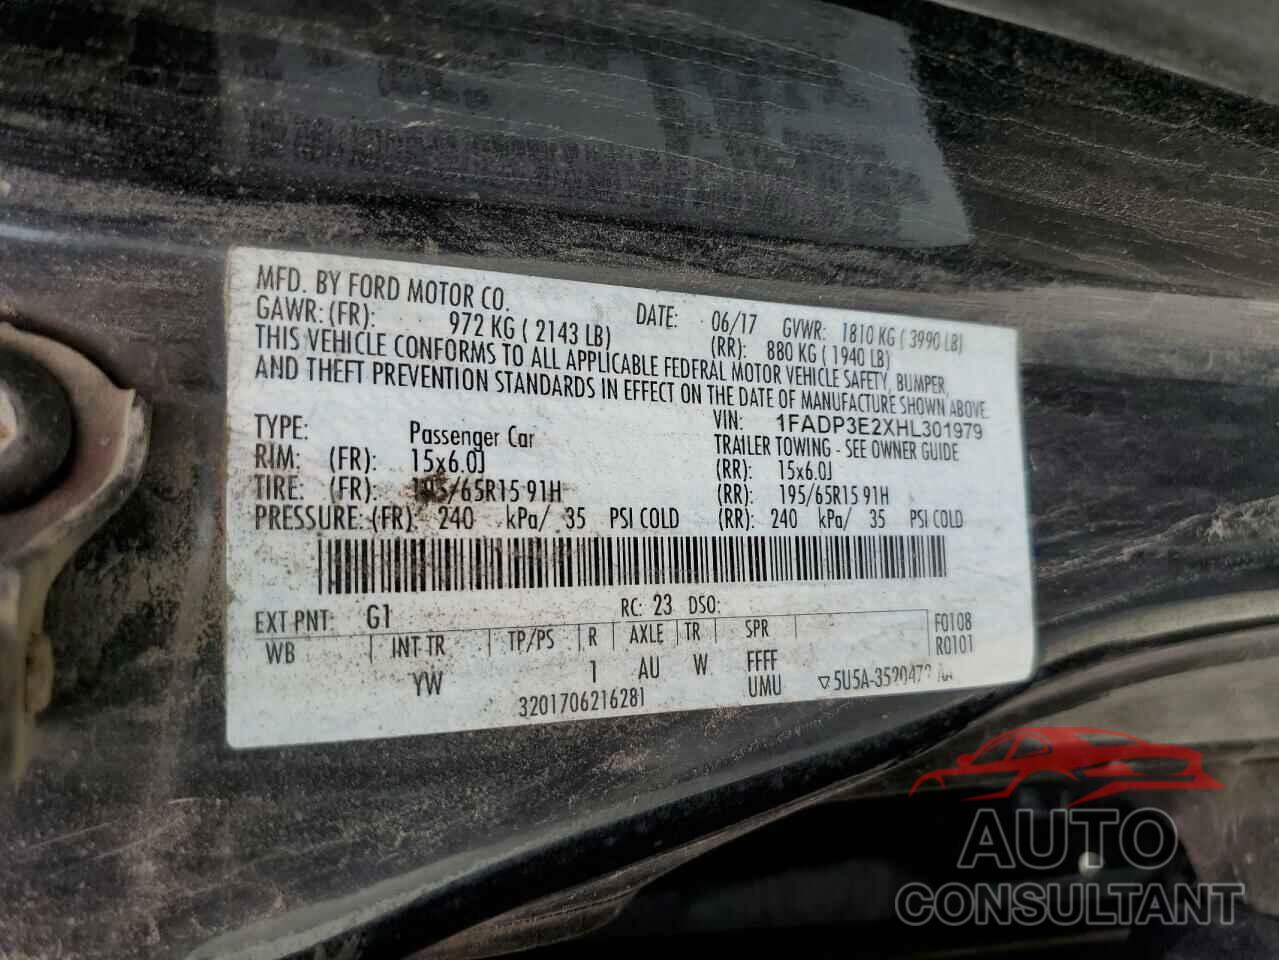 MFD. BY FORD MOTOR CO.
DATE: 06/17 GVWR: 1810 KG ( 3990 LB)
GAWR: (FR): 972 KG ( 2143 LB) (RR): 880 KG ( 1940 LB)
THIS VEHICLE CONFORMS TO ALL APPLICABLE FEDERAL MOTOR VEHICLE SAFETY, BUMPER,
AND THEFT PREVENTION STANDARDS IN EFFECT ON THE DATE OF MANUFACTURE SHOWN ABOVE.
VIN: 1FADP3E2XHL301979
TYPE: Passenger Car TRAILER TOWING - SEE OWNER GUIDE
RIM: (FR): 15x6.0J (RR): 15x6.0J
TIRE: (FR): 195/65R15 91H (RR): 195/65R15 91H
PRESSURE: (FR): 240 kPa/ 35 PSI COLD (RR): 240 kPa/ 35 PSI COLD
EXT PNT: G1 RC: 23 DSO:
WB INT TR TP/PS R AXLE TR SPR F0108
R0101
YW 1 AU W FFFF
UMU
3201706216281 5U5A-3520472-AA
AUTO
CONSULTANT